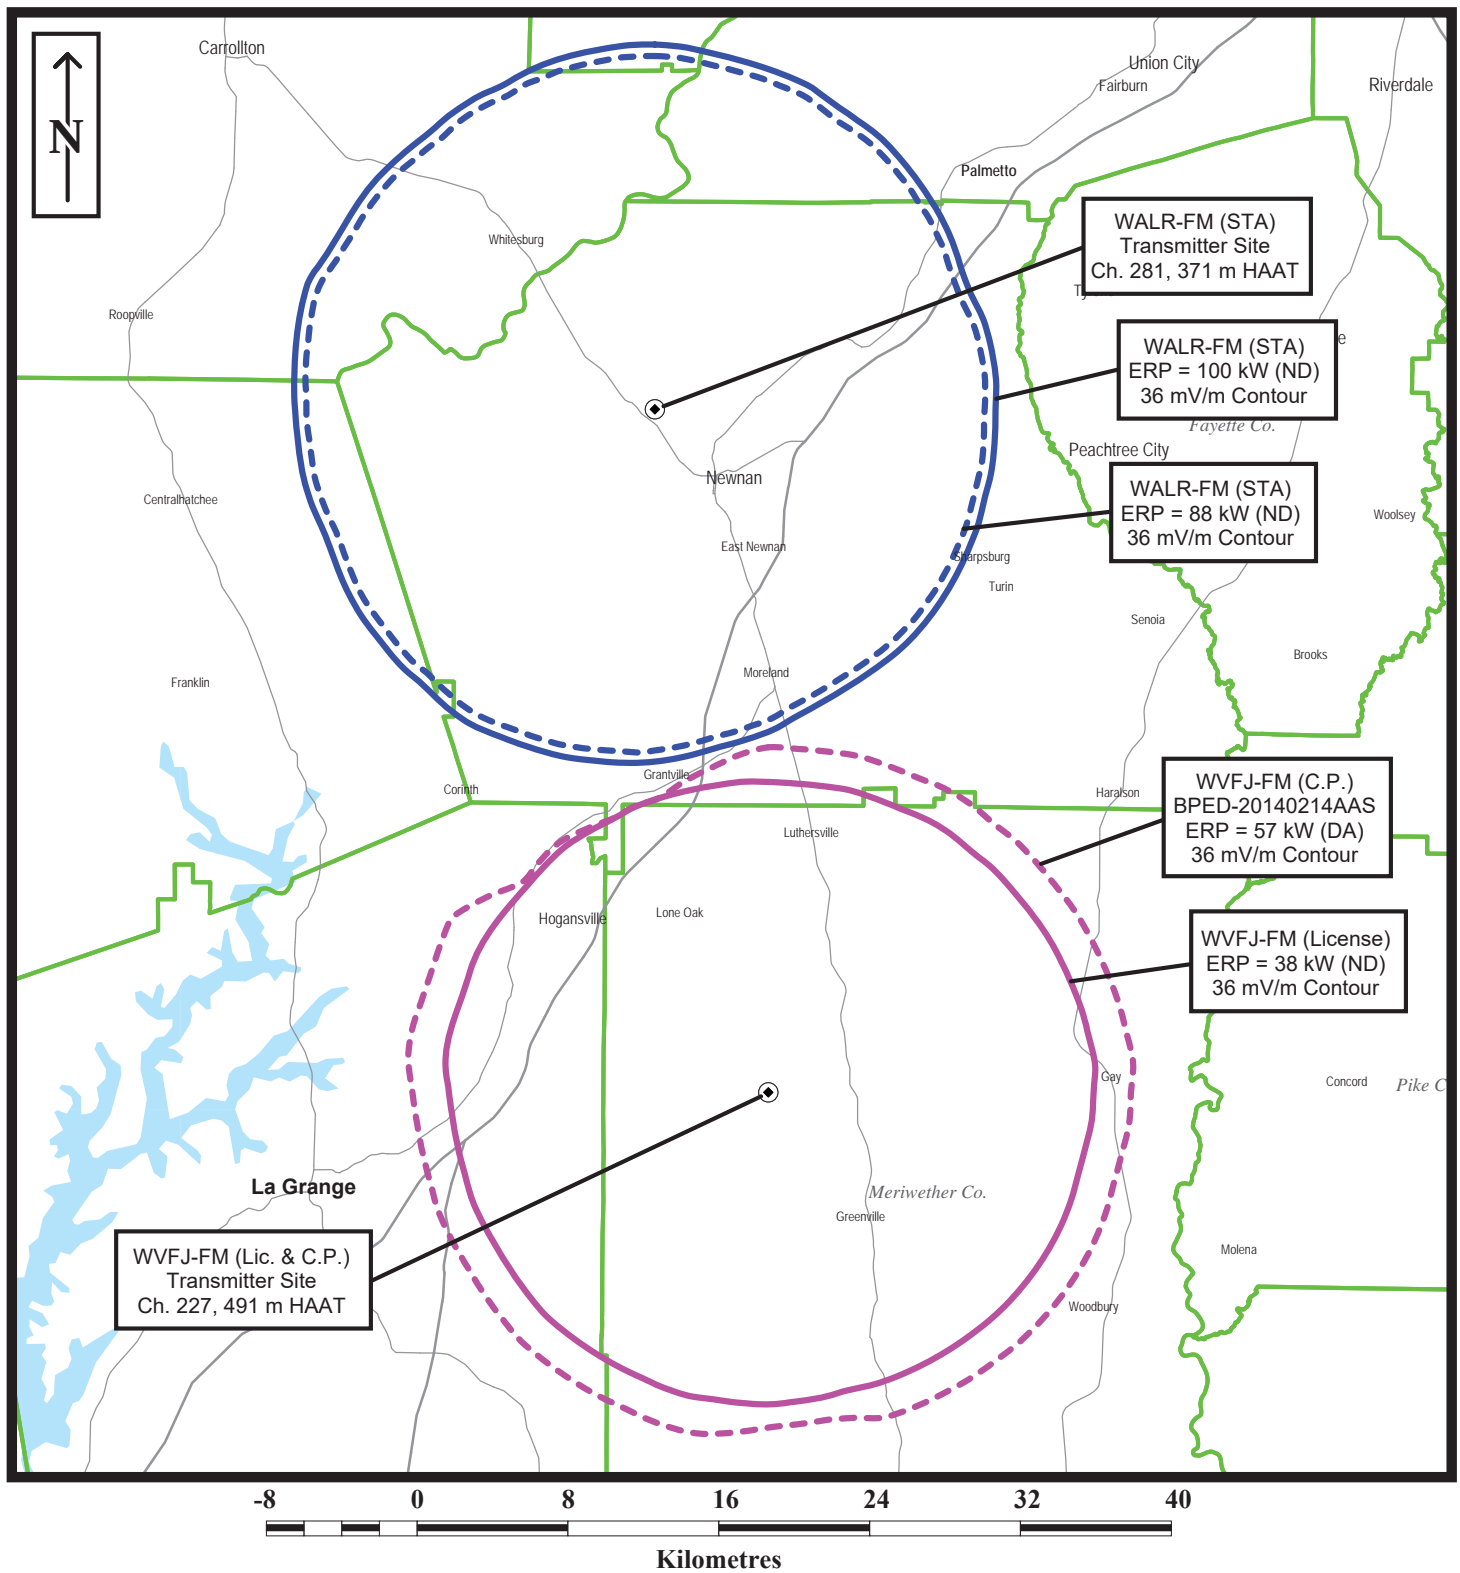 Carrollton
Union City
Fairburn
Riverdale
N
Palmetto
WALR-FM (STA)
Transmitter Site
Ch. 281, 371 m HAAT
Whitesburg
Roopville
WALR-FM (STA)
ERP = 100 kW (ND)
36 mV/m Contour
e
Fayette Co.
Peachtree City
Newnan
WALR-FM (STA)
ERP = 88 kW (ND)
36 mV/m Contour
Centralhatchee
Woolsey
East Newnan
Sharpsburg
Turin
Senoia
Brooks
Franklin
Moreland
Grantville
Corinth
Haralson
WVFJ-FM (C.P.)
BPED-20140214AAS
ERP = 57 kW (DA)
36 mV/m Contour
Luthersville
Hogansville
Lone Oak
WVFJ-FM (License)
ERP = 38 kW (ND)
36 mV/m Contour
Gay
Concord
Pike C
La Grange
Meriwether Co.
Greenville
WVFJ-FM (Lic. & C.P.)
Transmitter Site
Ch. 227, 491 m HAAT
Molena
Woodbury
-8 0 8 16 24 32 40
Kilometres